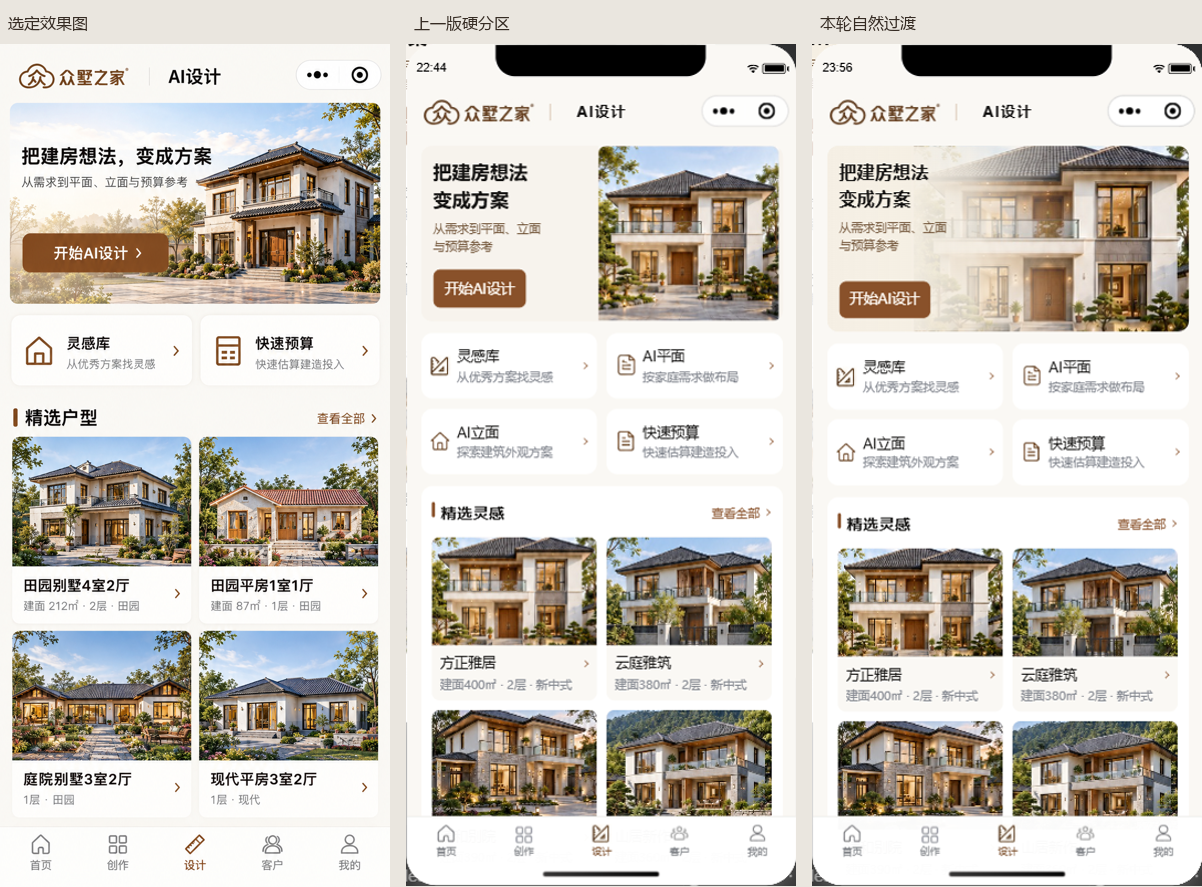 选定效果图
众墅之家
AI设计
把建房想法，变成方案
从需求到平面、立面与预算参考
开始AI设计
灵感库
从优秀方案找灵感
快速预算
快速估算建造投入
精选户型
查看全部
田园别墅4室2厅
建面 212㎡ · 2层 · 田园
田园平房1室1厅
建面 87㎡ · 1层 · 田园
庭院别墅3室2厅
1层 · 田园
现代平房3室2厅
1层 · 现代
首页
创作
设计
客户
我的
上一版硬分区
22:44
众墅之家
AI设计
把建房想法
变成方案
从需求到平面、立面
与预算参考
开始AI设计
灵感库
从优秀方案找灵感
AI平面
按家庭需求做布局
AI立面
探索建筑外观方案
快速预算
快速估算建造投入
精选灵感
查看全部
方正雅居
建面400㎡ · 2层 · 新中式
云庭雅筑
建面380㎡ · 2层 · 新中式
首页
创作
设计
客户
我的
本轮自然过渡
23:56
众墅之家
AI设计
把建房想法
变成方案
从需求到平面、立面
与预算参考
开始AI设计
灵感库
从优秀方案找灵感
AI平面
按家庭需求做布局
AI立面
探索建筑外观方案
快速预算
快速估算建造投入
精选灵感
查看全部
方正雅居
建面400㎡ · 2层 · 新中式
云庭雅筑
建面380㎡ · 2层 · 新中式
首页
创作
设计
客户
我的